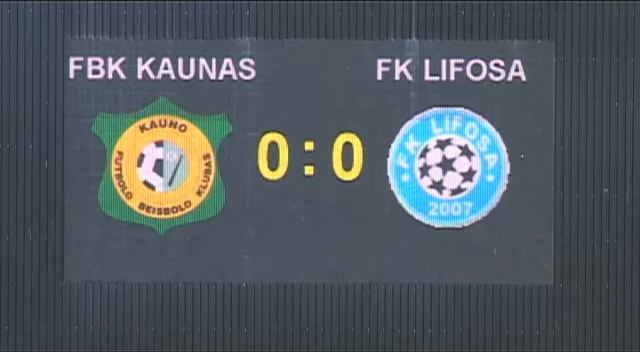 FBK KAUNAS
FK LIFOSA
0:0
KAUNO
FUTBOLO BEISBOLO KLUBAS
FK LIFOSA
2007